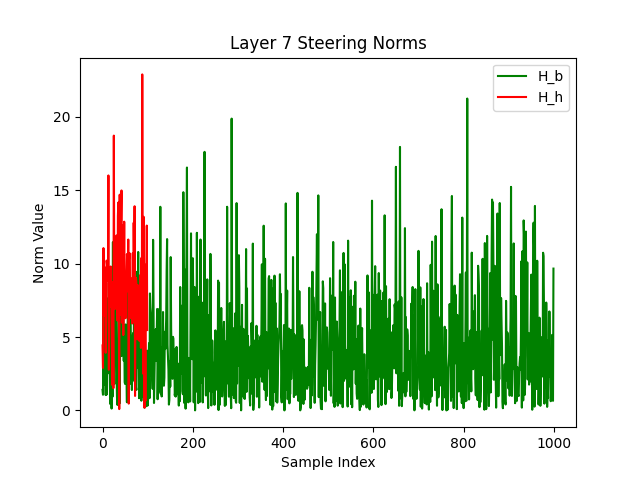 Layer 7 Steering Norms
H_b
H_h
Norm Value
20
15
10
5
0
0 200 400 600 800 1000
Sample Index